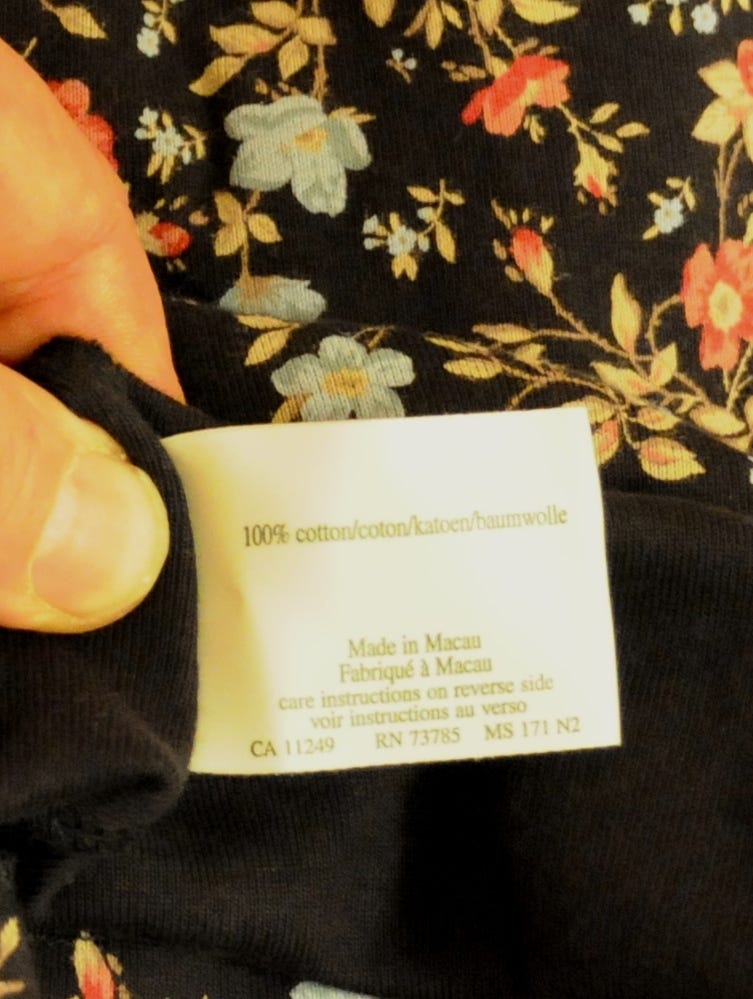 100% cotton/coton/katoen/baumwolle
Made in Macau
Fabriqué à Macau
care instructions on reverse side
voir instructions au verso
CA 11249 RN 73785 MS 171 N2